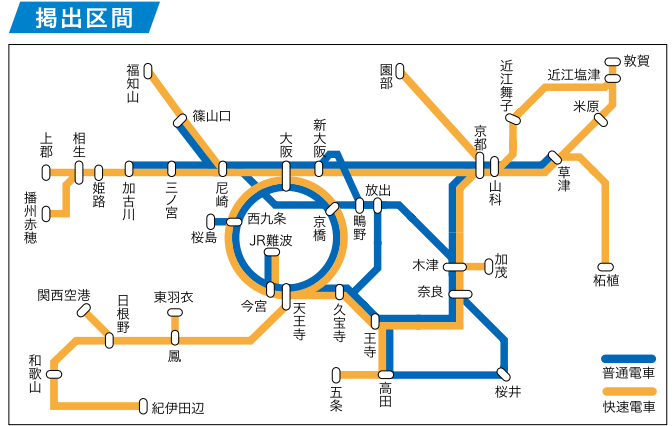 掲出区間
敦賀
近江塩津
近江舞子
米原
園部
福知山
篠山口
京都
山科
草津
上郡
相生
姫路
加古川
三ノ宮
尼崎
大阪
新大阪
播州赤穂
放出
鴫野
京橋
西九条
桜島
JR難波
今宮
天王寺
久宝寺
王寺
木津
加茂
奈良
柘植
関西空港
日根野
東羽衣
鳳
和歌山
紀伊田辺
五条
高田
桜井
普通電車
快速電車